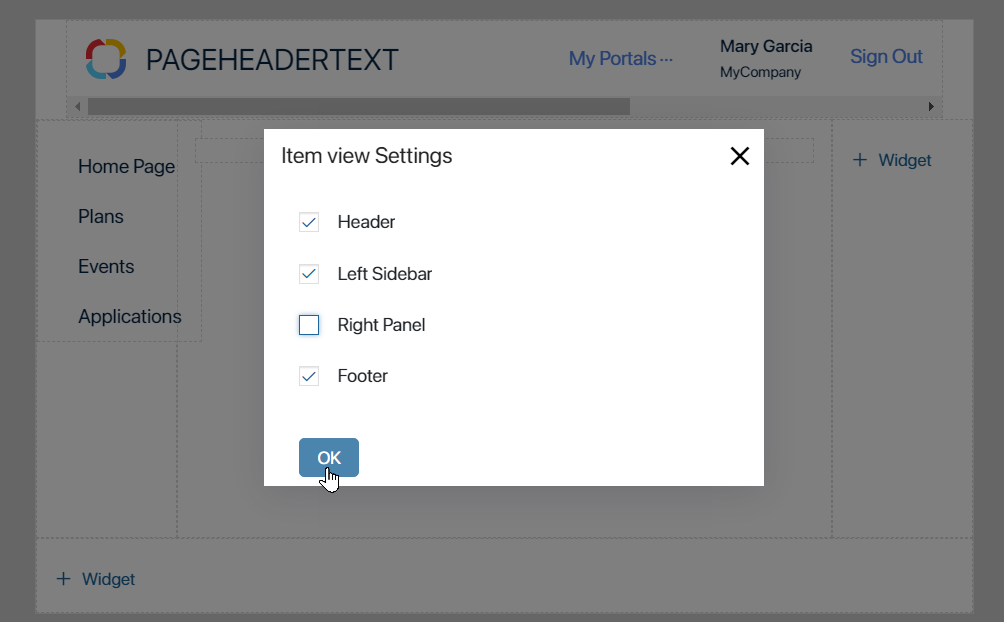 PAGEHEADERTEXT
My Portals ···
Mary Garcia
MyCompany
Sign Out
Home Page
Plans
Events
Applications
Item view Settings
Header
Left Sidebar
Right Panel
Footer
OK
+ Widget
+ Widget